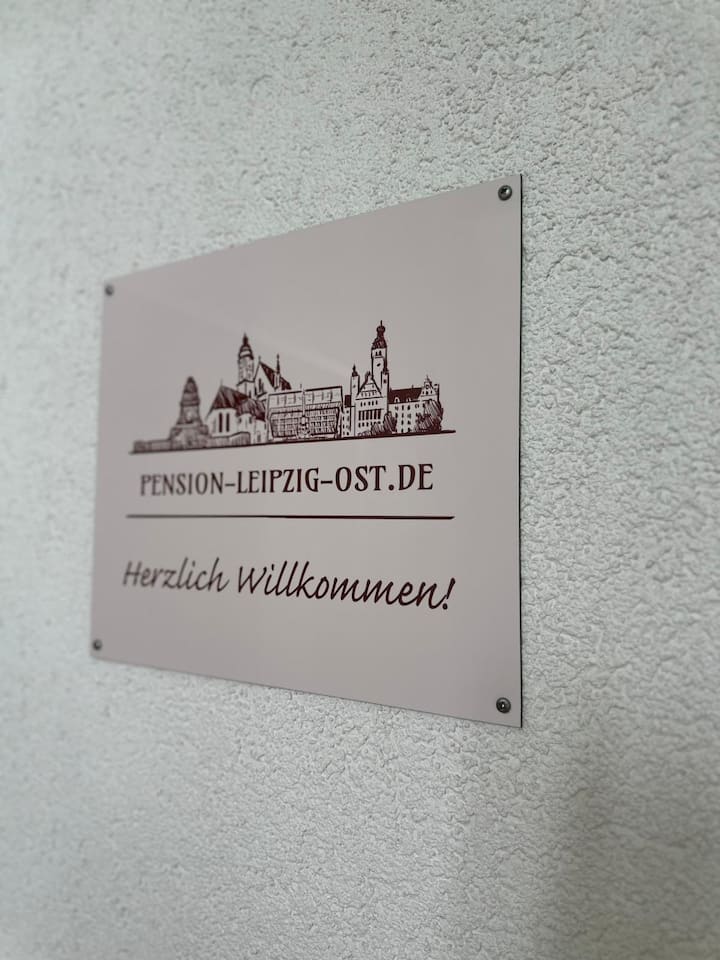 PENSION-LEIPZIG-OST.DE
Herzlich Willkommen!